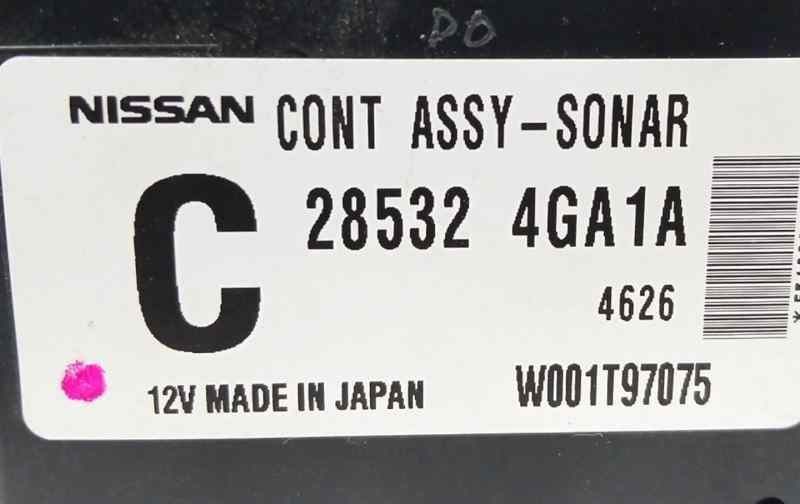 DO
NISSAN CONT ASSY-SONAR
C
28532 4GA1A
4626
12V MADE IN JAPAN W001T97075